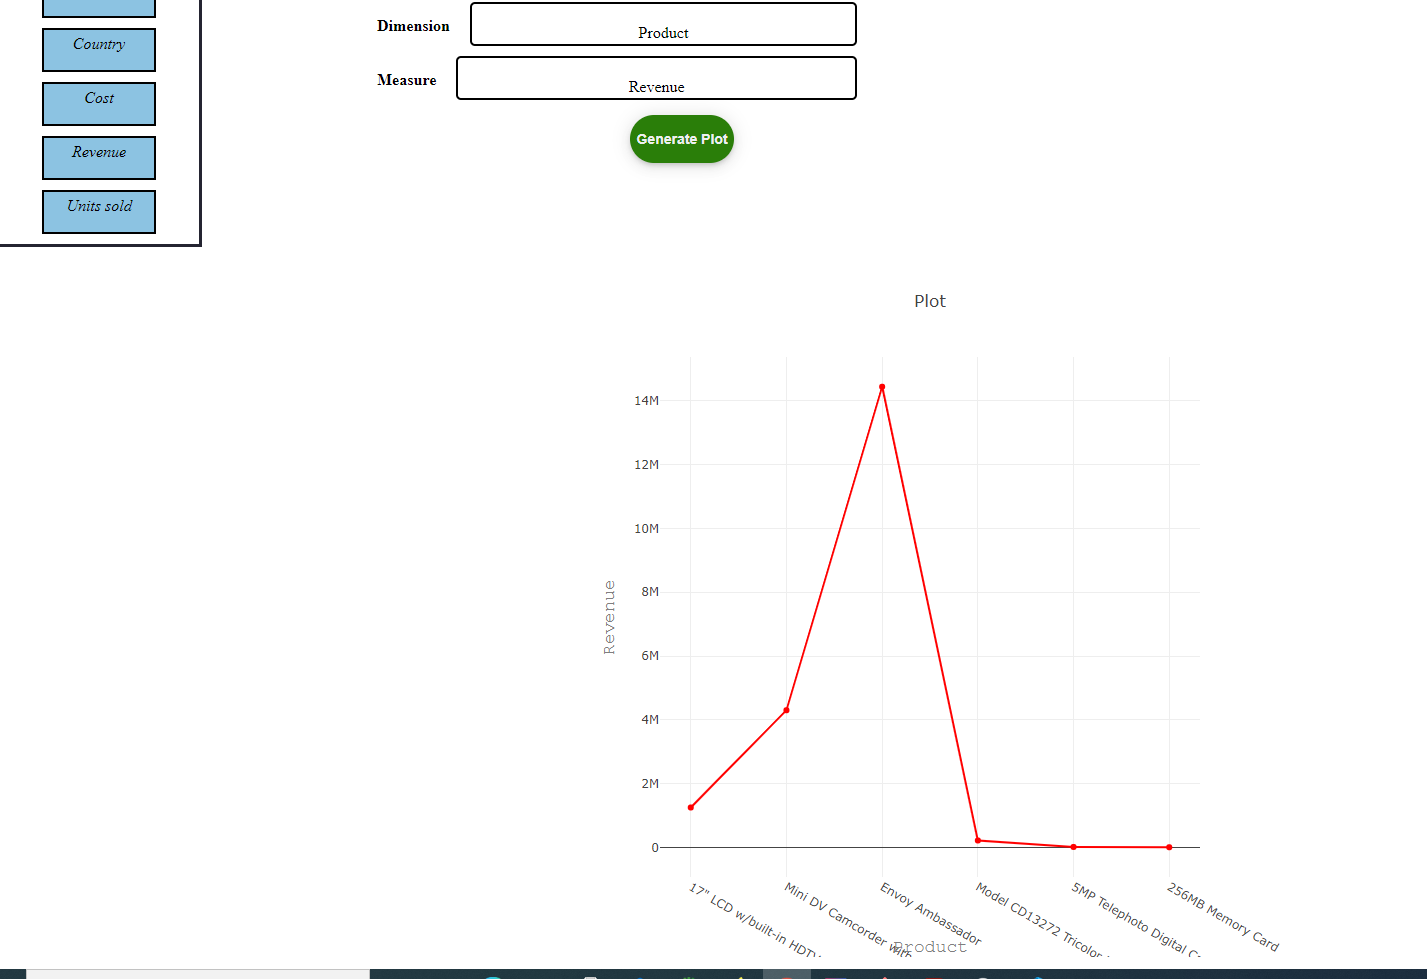 Country
Cost
Revenue
Units sold
Dimension
Product
Measure
Revenue
Generate Plot
Plot
14M
12M
10M
8M
6M
4M
2M
0
Revenue
17" LCD w/built-in HDTV
Mini DV Camcorder with
Envoy Ambassador
Model CD13272 Tricolor
5MP Telephoto Digital
256MB Memory Card
Product